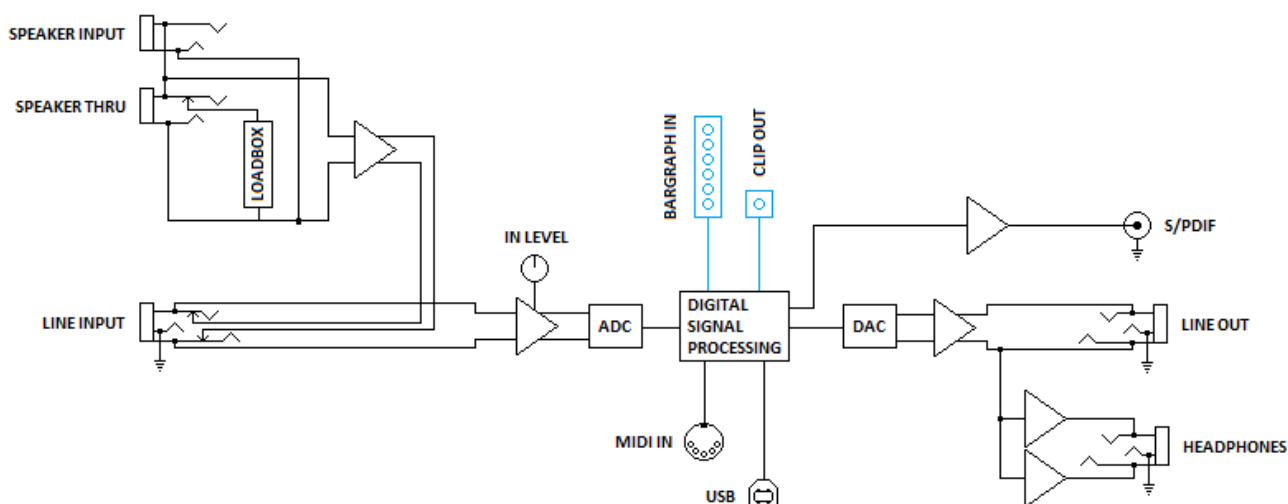 SPEAKER INPUT
SPEAKER THRU
LOADBOX
BARGRAPH IN
CLIP OUT
IN LEVEL
S/PDIF
LINE INPUT
ADC
DIGITAL
SIGNAL
PROCESSING
DAC
LINE OUT
MIDI IN
HEADPHONES
USB